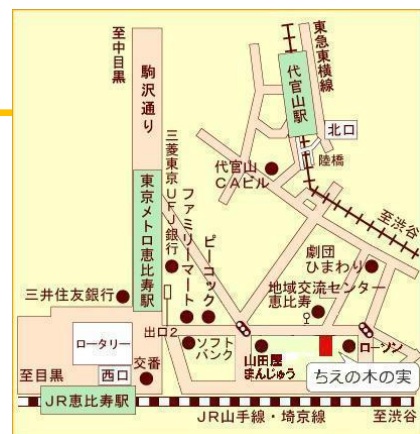 至中目黒
駒沢通り
東急東横線
代官山駅
北口
陸橋
代官山
CAビル
至渋谷
三菱東京UFJ銀行
ファミリーマート
ピーコック
東京メトロ恵比寿駅
劇団
ひまわり
地域交流センター
恵比寿
三井住友銀行
出口2
ロータリー
ソフト
バンク
山田屋
まんじゅう
ローソン
至目黒
西口
交番
ちえの木の実
JR恵比寿駅
JR山手線・埼京線
至渋谷